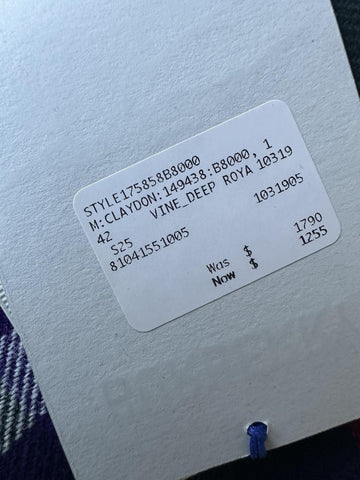 STYLE175858B8000
M:CLAYDON:149438:B8000, 1
42 VINE_DEEP ROYA 10319
S25
81041551005 1031905
Was $ 1790
Now $ 1255